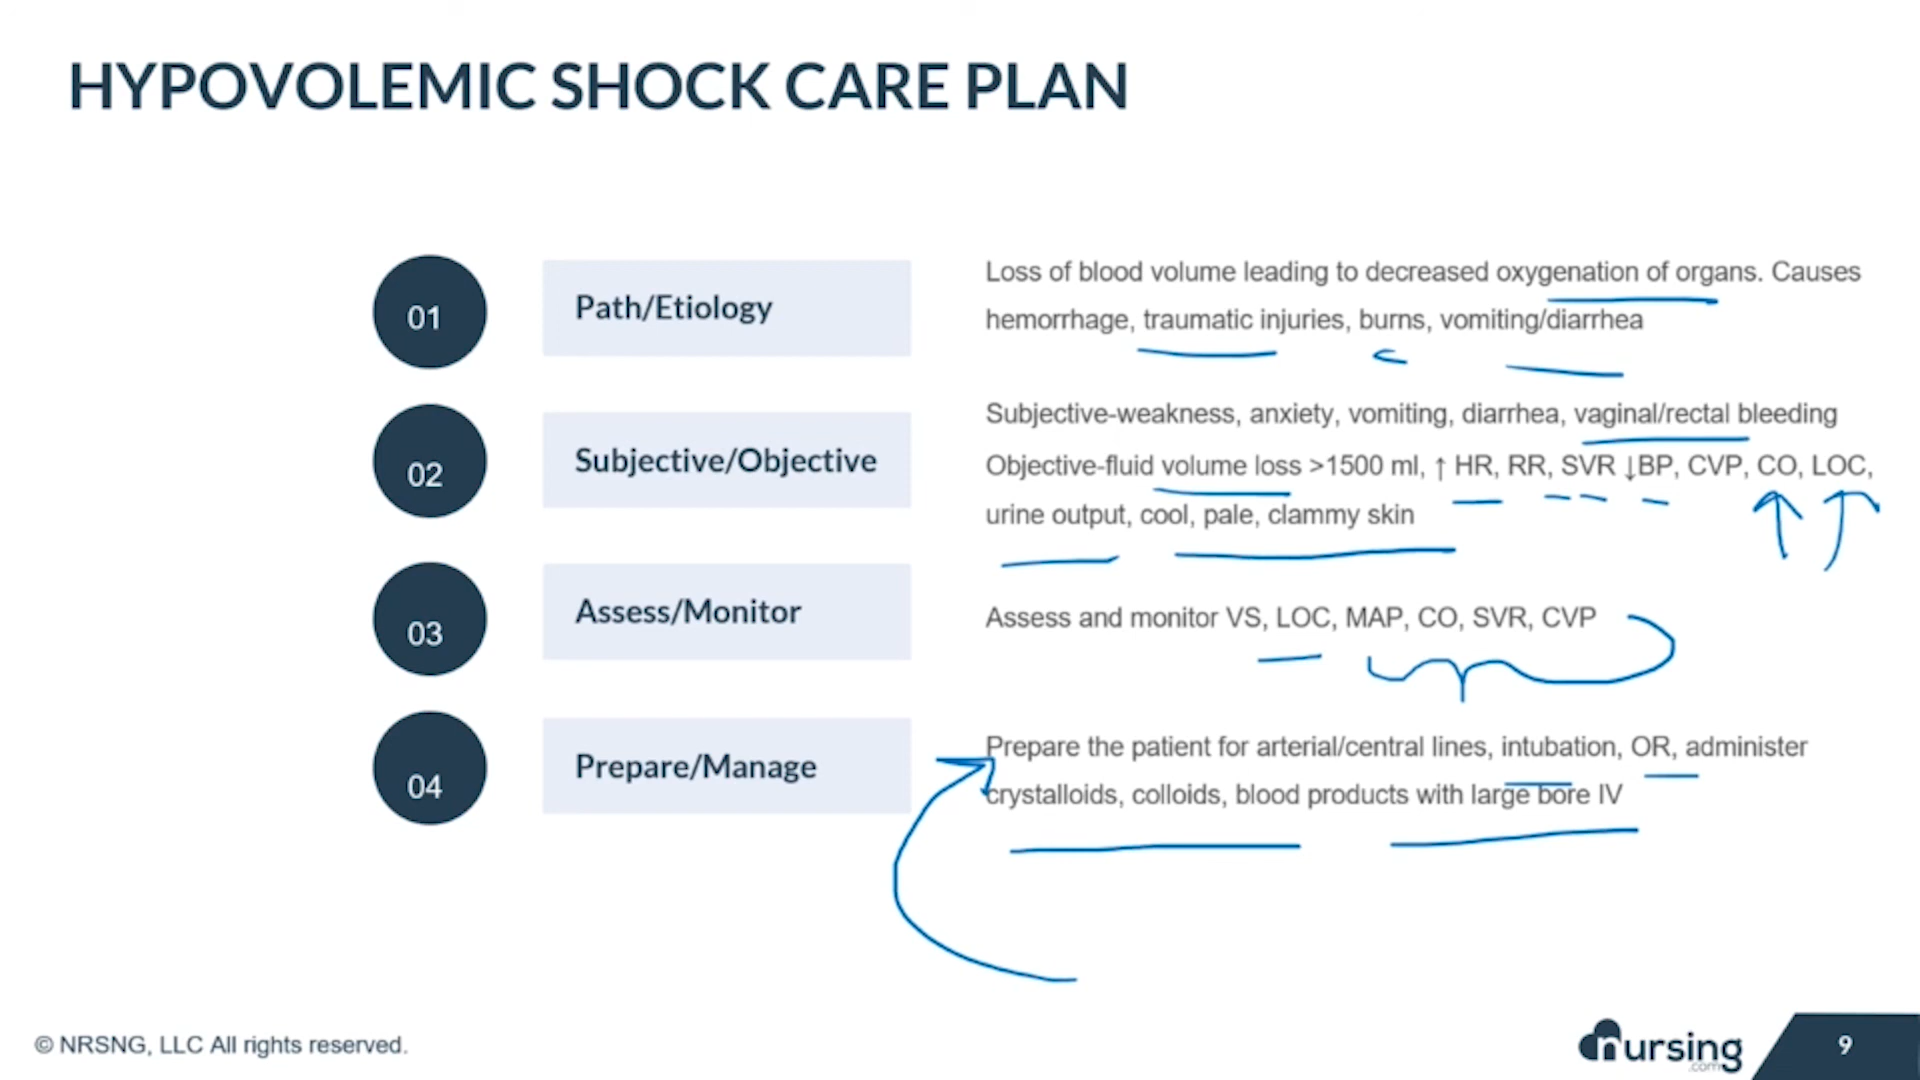 HYPOVOLEMIC SHOCK CARE PLAN
01
Path/Etiology
Loss of blood volume leading to decreased oxygenation of organs. Causes
hemorrhage, traumatic injuries, burns, vomiting/diarrhea
02
Subjective/Objective
Subjective-weakness, anxiety, vomiting, diarrhea, vaginal/rectal bleeding
Objective-fluid volume loss >1500 ml, ↑ HR, RR, SVR ↓BP, CVP, CO, LOC,
urine output, cool, pale, clammy skin
03
Assess/Monitor
Assess and monitor VS, LOC, MAP, CO, SVR, CVP
04
Prepare/Manage
Prepare the patient for arterial/central lines, intubation, OR, administer
crystalloids, colloids, blood products with large bore IV
© NRSNG, LLC All rights reserved.
nursing
.com
9